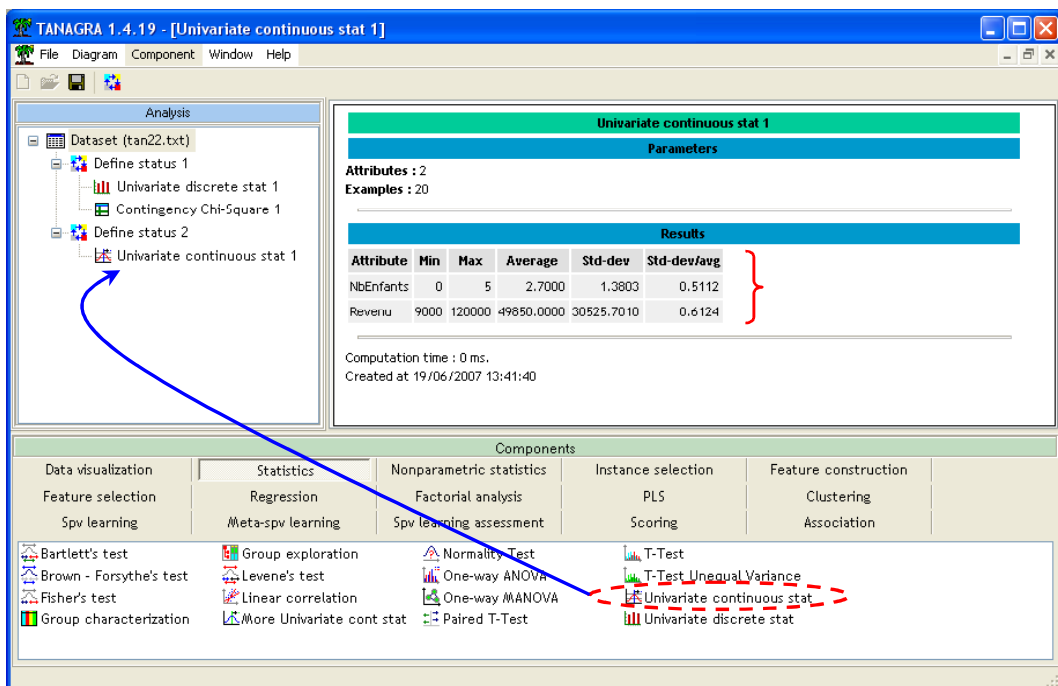 TANAGRA 1.4.19 - [Univariate continuous stat 1]
File Diagram Component Window Help
Analysis
Dataset (tan22.txt)
Define status 1
Univariate discrete stat 1
Contingency Chi-Square 1
Define status 2
Univariate continuous stat 1
Univariate continuous stat 1
Parameters
Attributes : 2
Examples : 20
Results
Attribute Min Max Average Std-dev Std-dev/avg
NbEnfants 0 5 2.7000 1.3803 0.5112
Revenu 9000 120000 49850.0000 30525.7010 0.6124
Computation time : 0 ms.
Created at 19/06/2007 13:41:40
Components
Data visualization Statistics Nonparametric statistics Instance selection Feature construction
Feature selection Regression Factorial analysis PLS Clustering
Spv learning Meta-spv learning Spv learning assessment Scoring Association
Bartlett's test Group exploration Normality Test T-Test
Brown - Forsythe's test Levene's test One-way ANOVA T-Test Unequal Variance
Fisher's test Linear correlation One-way MANOVA Univariate continuous stat
Group characterization More Univariate cont stat Paired T-Test Univariate discrete stat